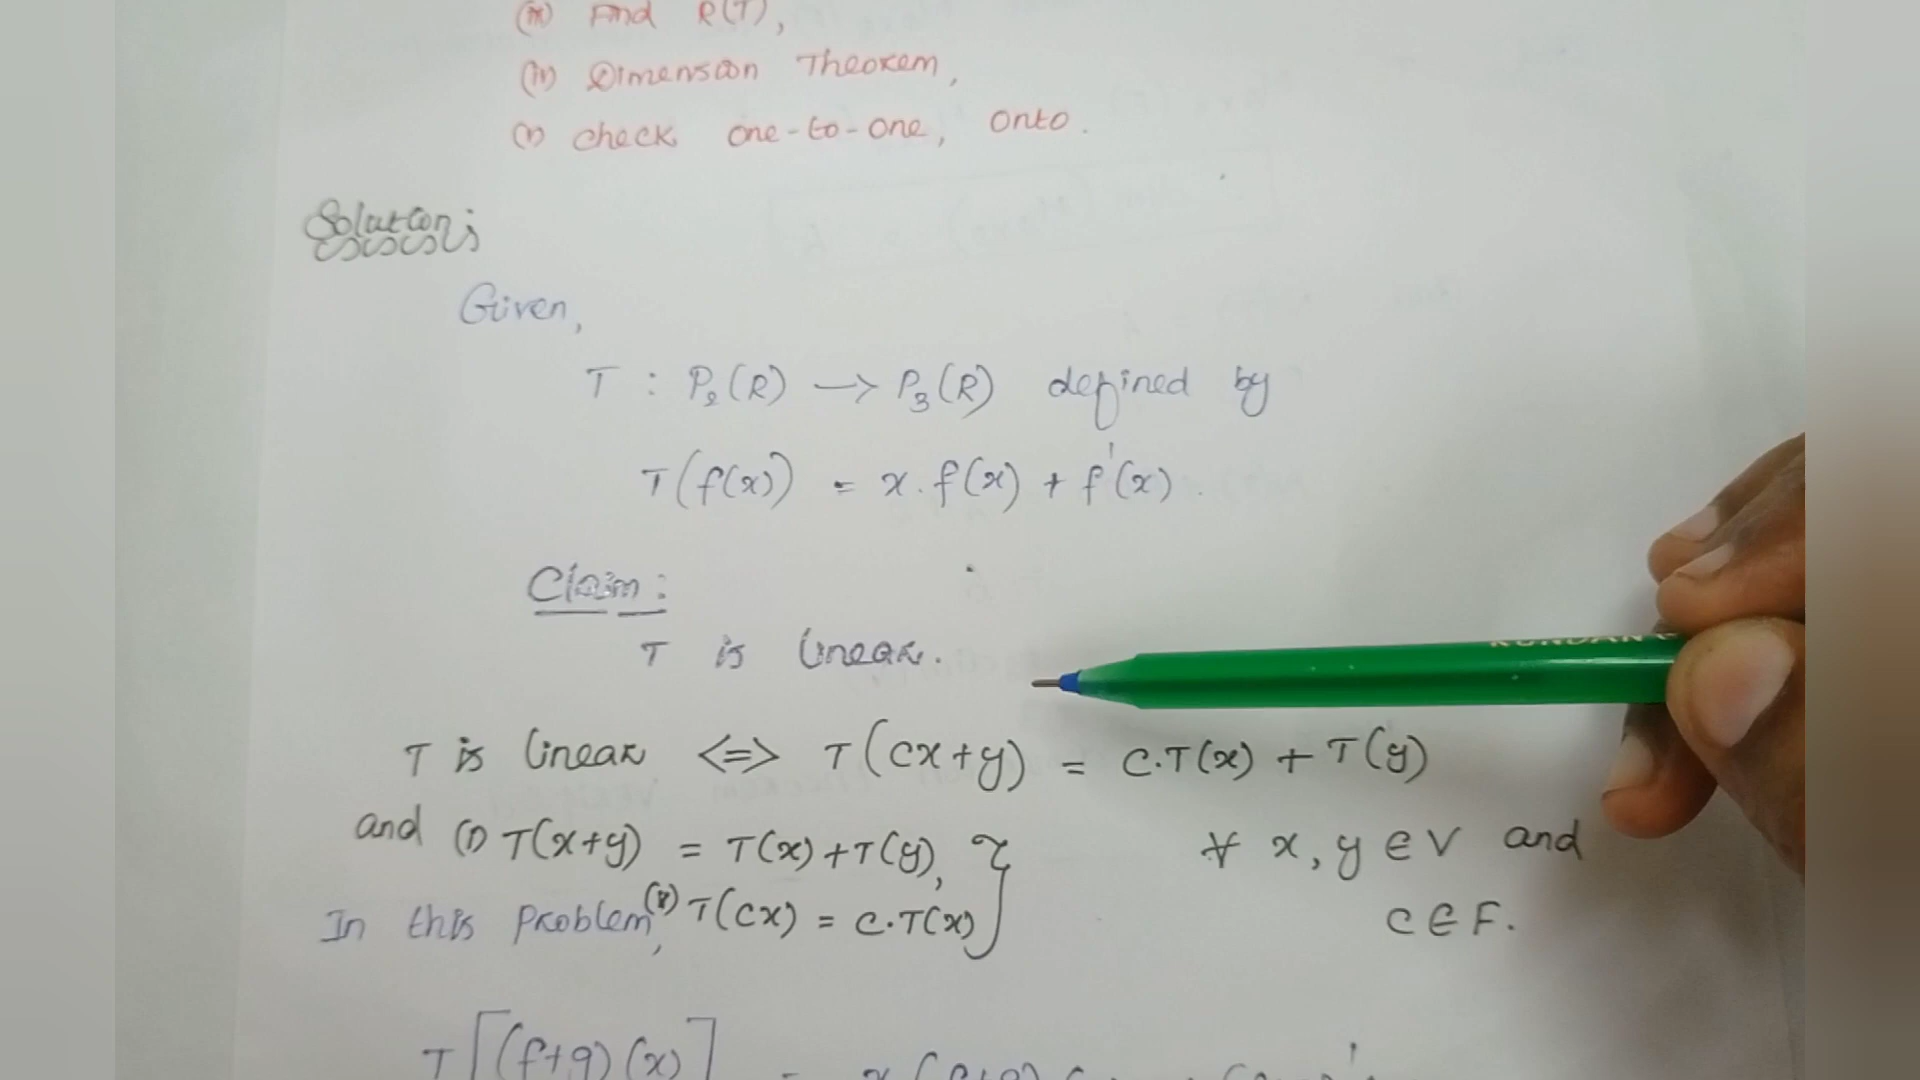 (iii) Find R(T),
(iv) Dimension Theorem,
(v) check one-to-one, onto.
Solution:
Given,
T : P₂(R) → P₃(R) defined by
T(f(x)) = x.f(x) + f'(x).
Claim:
T is linear.
T is linear <=> T(cx+y) = c.T(x) + T(y)
∀ x, y ∈ V and
c ∈ F.
and (i) T(x+y) = T(x)+T(y),
(ii) T(cx) = c.T(x)
In this problem,
T[(f+g)(x)] =